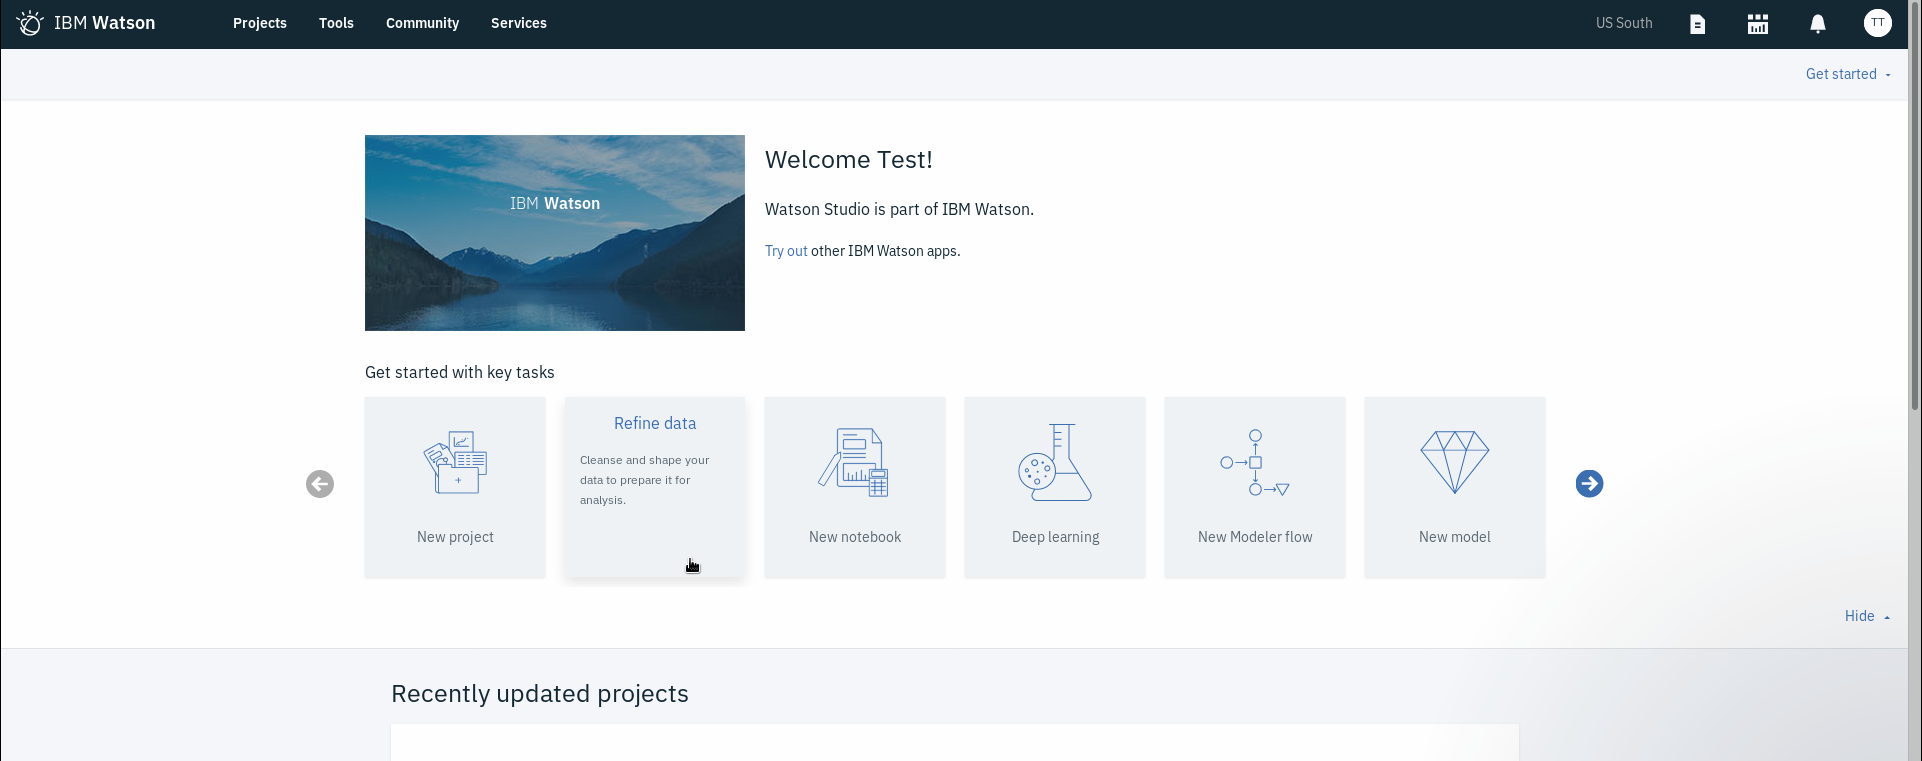 IBM Watson
Projects
Tools
Community
Services
US South
TT
Get started
IBM Watson
Welcome Test!
Watson Studio is part of IBM Watson.
Try out other IBM Watson apps.
Get started with key tasks
New project
Refine data
Cleanse and shape your
data to prepare it for
analysis.
New notebook
Deep learning
New Modeler flow
New model
Hide
Recently updated projects